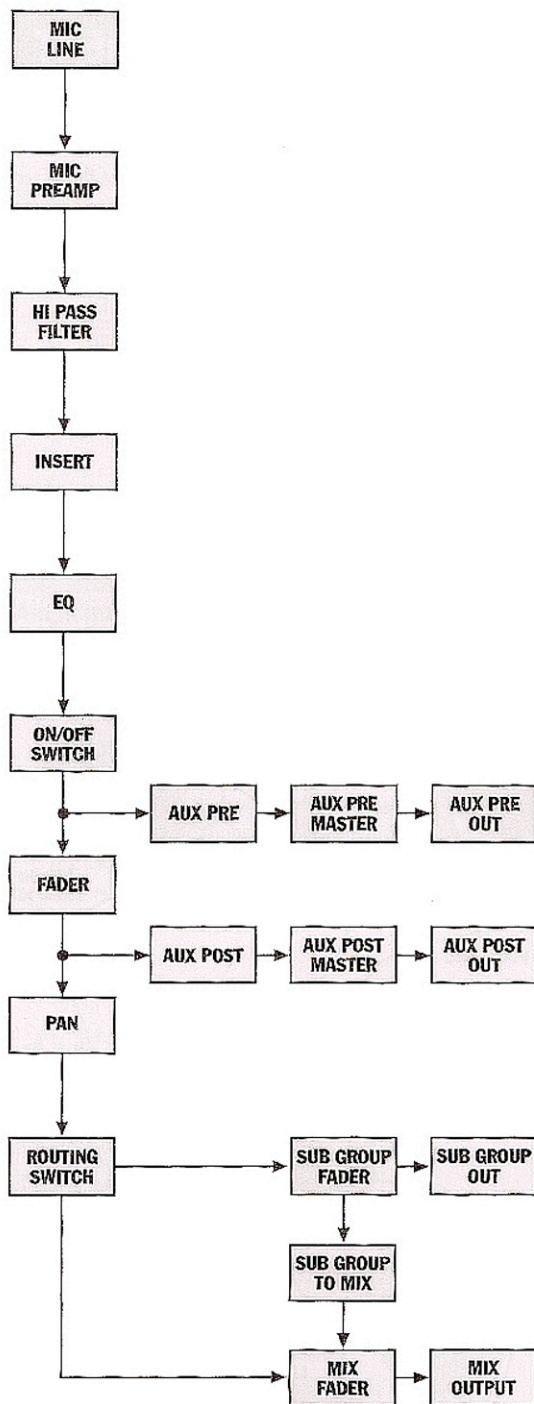 MIC
LINE
MIC
PREAMP
HI PASS
FILTER
INSERT
EQ
ON/OFF
SWITCH
AUX PRE
AUX PRE
MASTER
AUX PRE
OUT
FADER
AUX POST
AUX POST
MASTER
AUX POST
OUT
PAN
ROUTING
SWITCH
SUB GROUP
FADER
SUB GROUP
OUT
SUB GROUP
TO MIX
MIX
FADER
MIX
OUTPUT